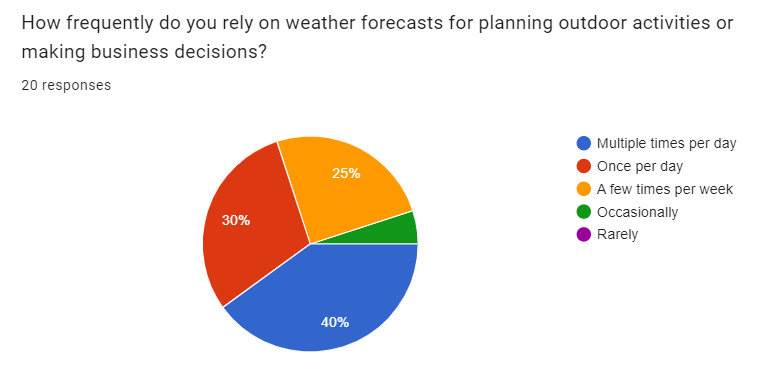 How frequently do you rely on weather forecasts for planning outdoor activities or
making business decisions?
20 responses
25%
30%
40%
Multiple times per day
Once per day
A few times per week
Occasionally
Rarely